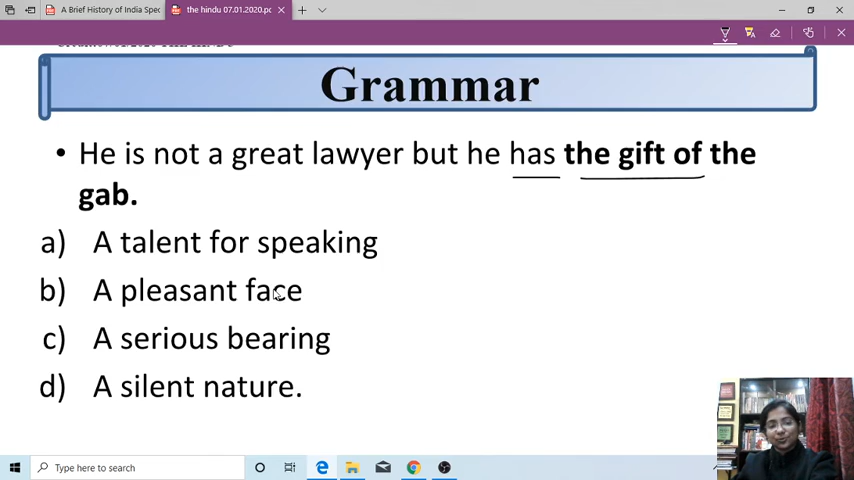 A Brief History of India Spec
the hindu 07.01.2020.pc
Grammar
• He is not a great lawyer but he has the gift of the
gab.
a) A talent for speaking
b) A pleasant face
c) A serious bearing
d) A silent nature.
Type here to search